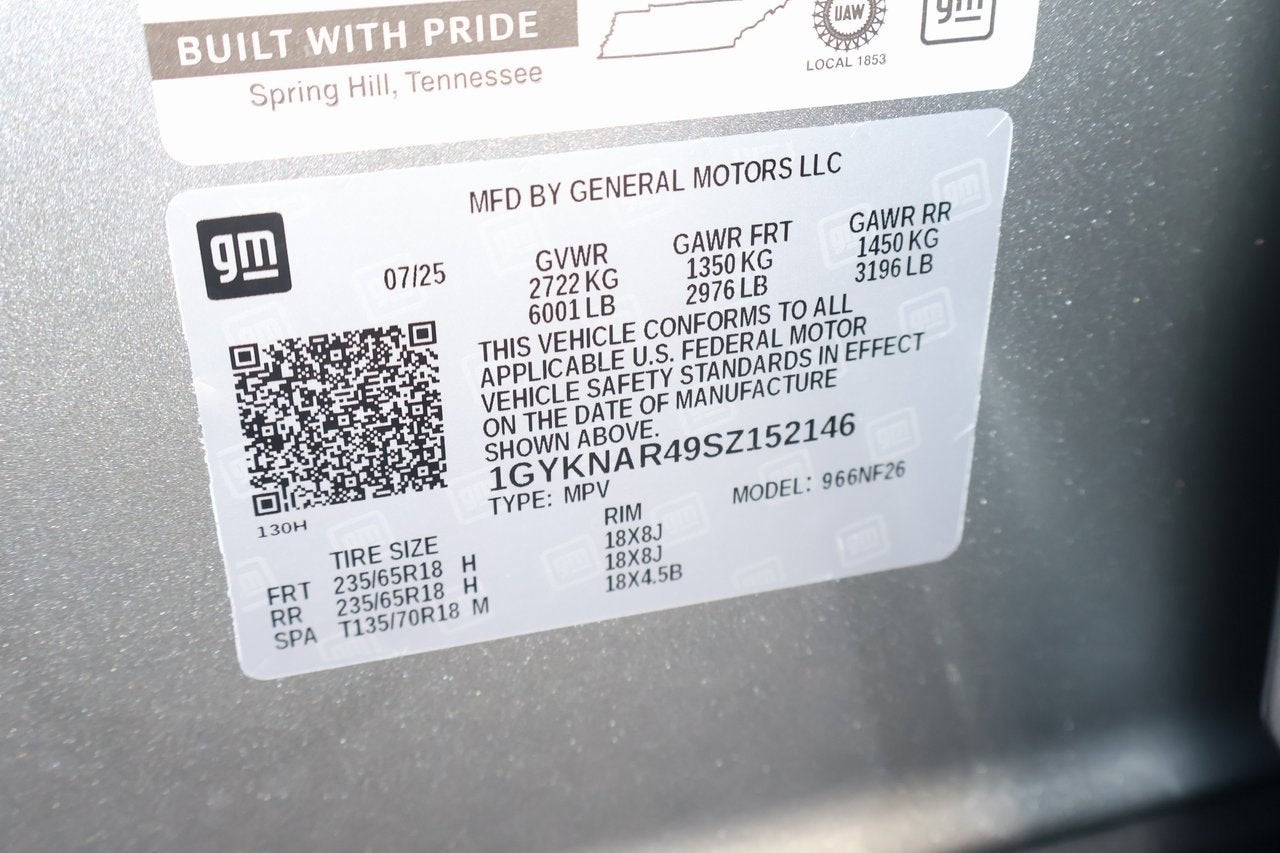 BUILT WITH PRIDE
Spring Hill, Tennessee
UAW
LOCAL 1853
gm
MFD BY GENERAL MOTORS LLC
gm
07/25
GVWR
2722 KG
6001 LB
GAWR FRT
1350 KG
2976 LB
GAWR RR
1450 KG
3196 LB
THIS VEHICLE CONFORMS TO ALL
APPLICABLE U.S. FEDERAL MOTOR
VEHICLE SAFETY STANDARDS IN EFFECT
ON THE DATE OF MANUFACTURE
SHOWN ABOVE.
1GYKNAR49SZ152146
TYPE: MPV MODEL: 966NF26
130H
TIRE SIZE RIM
FRT 235/65R18 H 18X8J
RR 235/65R18 H 18X8J
SPA T135/70R18 M 18X4.5B